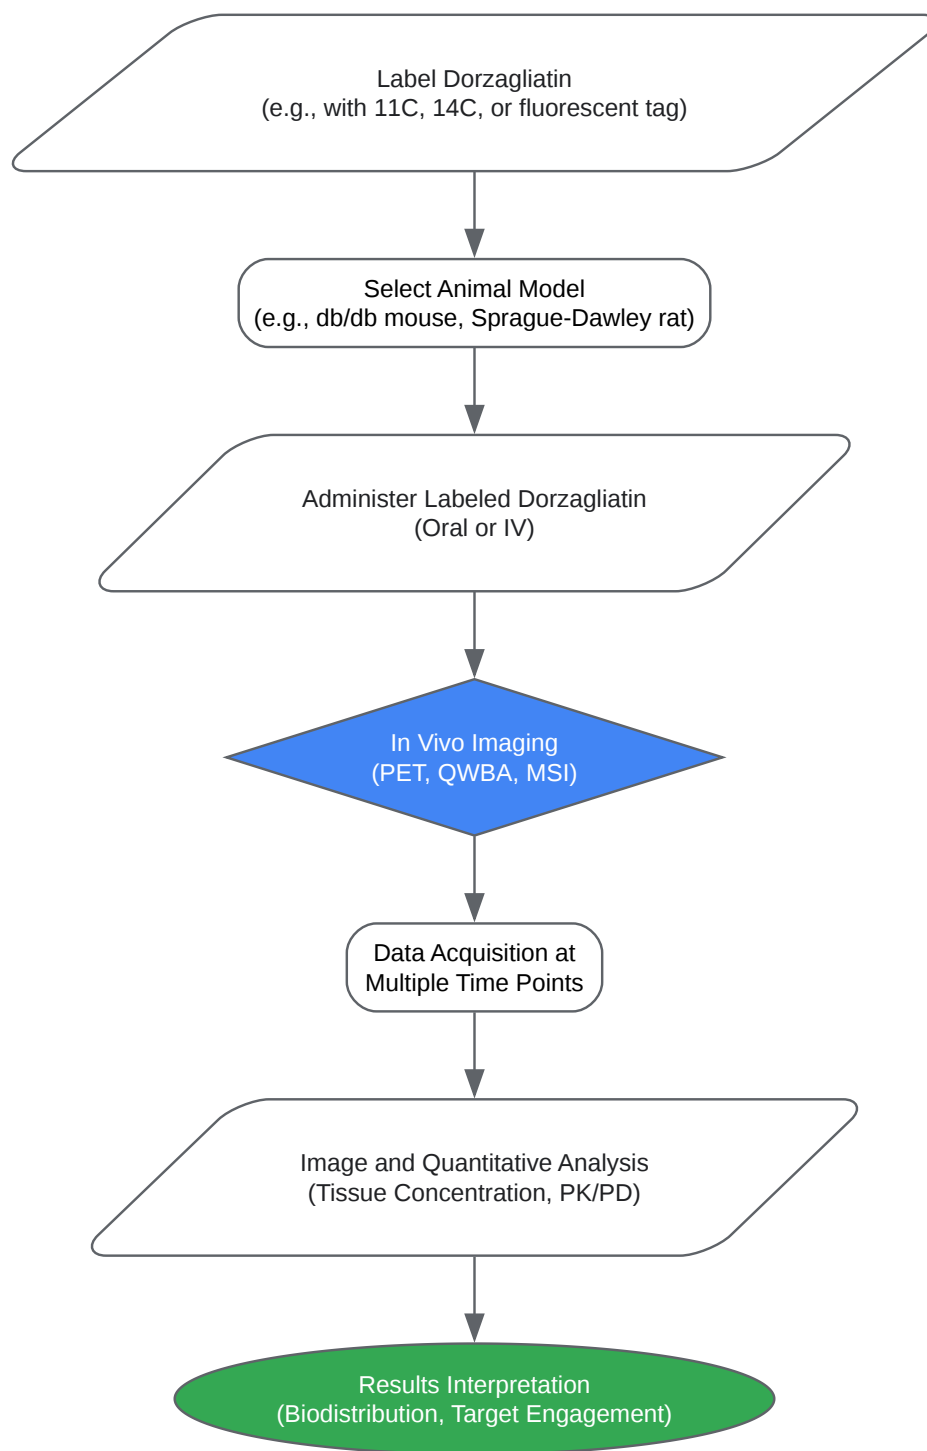 Label Dorzagliatin
(e.g., with 11C, 14C, or fluorescent tag)
Select Animal Model
(e.g., db/db mouse, Sprague-Dawley rat)
Administer Labeled Dorzagliatin
(Oral or IV)
In Vivo Imaging
(PET, QWBA, MSI)
Data Acquisition at
Multiple Time Points
Image and Quantitative Analysis
(Tissue Concentration, PK/PD)
Results Interpretation
(Biodistribution, Target Engagement)